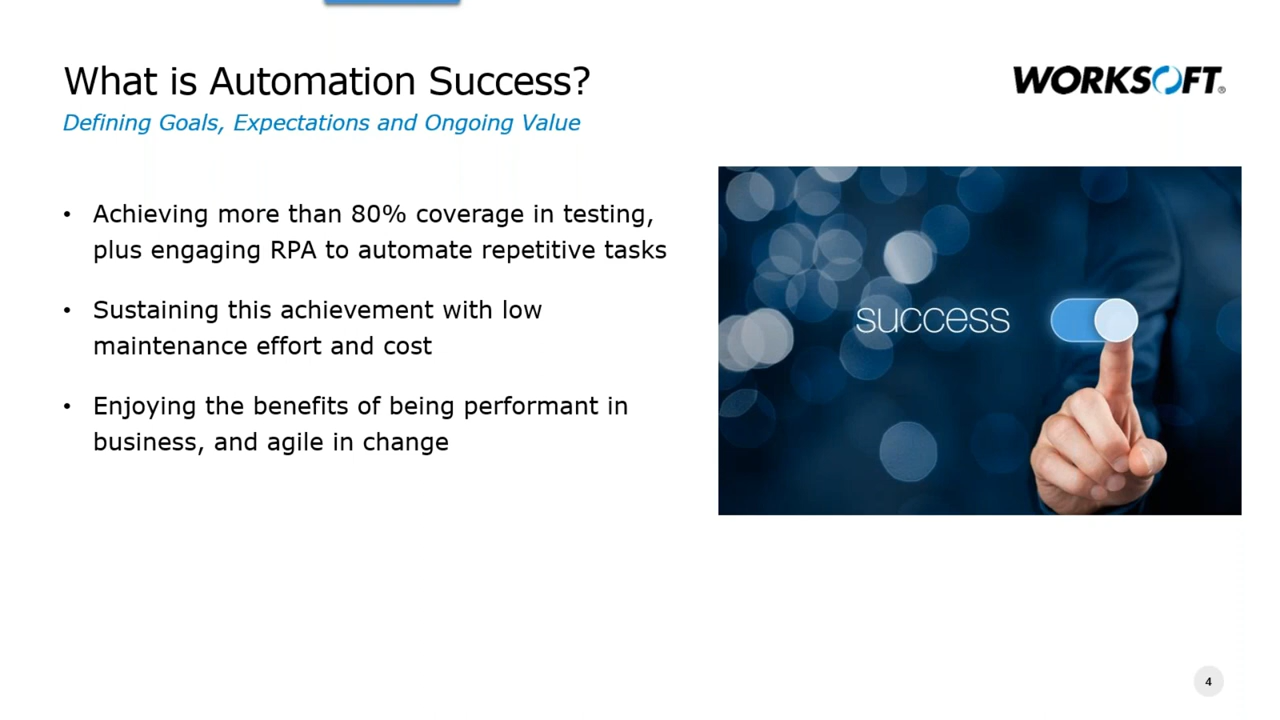 What is Automation Success?
Defining Goals, Expectations and Ongoing Value
WORKSOFT®
• Achieving more than 80% coverage in testing,
plus engaging RPA to automate repetitive tasks
• Sustaining this achievement with low
maintenance effort and cost
• Enjoying the benefits of being performant in
business, and agile in change
success
4